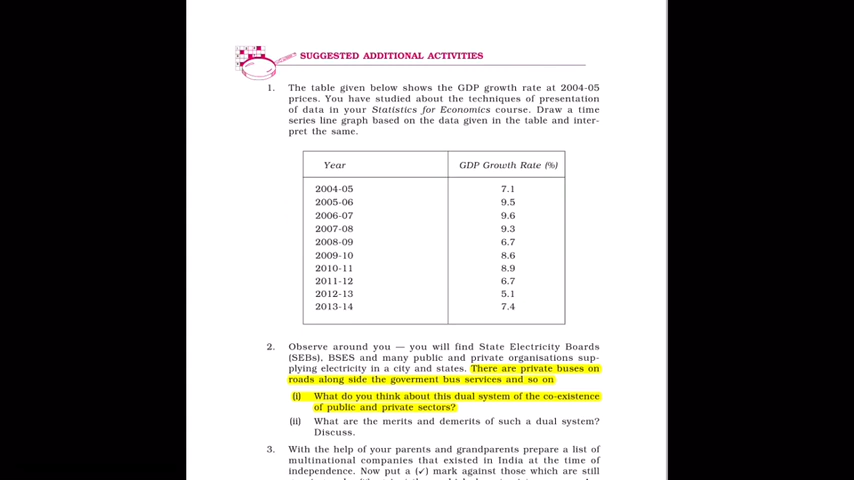 SUGGESTED ADDITIONAL ACTIVITIES
1. The table given below shows the GDP growth rate at 2004-05
prices. You have studied about the techniques of presentation
of data in your Statistics for Economics course. Draw a time
series line graph based on the data given in the table and inter-
pret the same.
Year GDP Growth Rate (%)
2004-05 7.1
2005-06 9.5
2006-07 9.6
2007-08 9.3
2008-09 6.7
2009-10 8.6
2010-11 8.9
2011-12 6.7
2012-13 5.1
2013-14 7.4
2. Observe around you — you will find State Electricity Boards
(SEBs), BSES and many public and private organisations sup-
plying electricity in a city and states. There are private buses on
roads along side the goverment bus services and so on
(i) What do you think about this dual system of the co-existence
of public and private sectors?
(ii) What are the merits and demerits of such a dual system?
Discuss.
3. With the help of your parents and grandparents prepare a list of
multinational companies that existed in India at the time of
independence. Now put a (✓) mark against those which are still